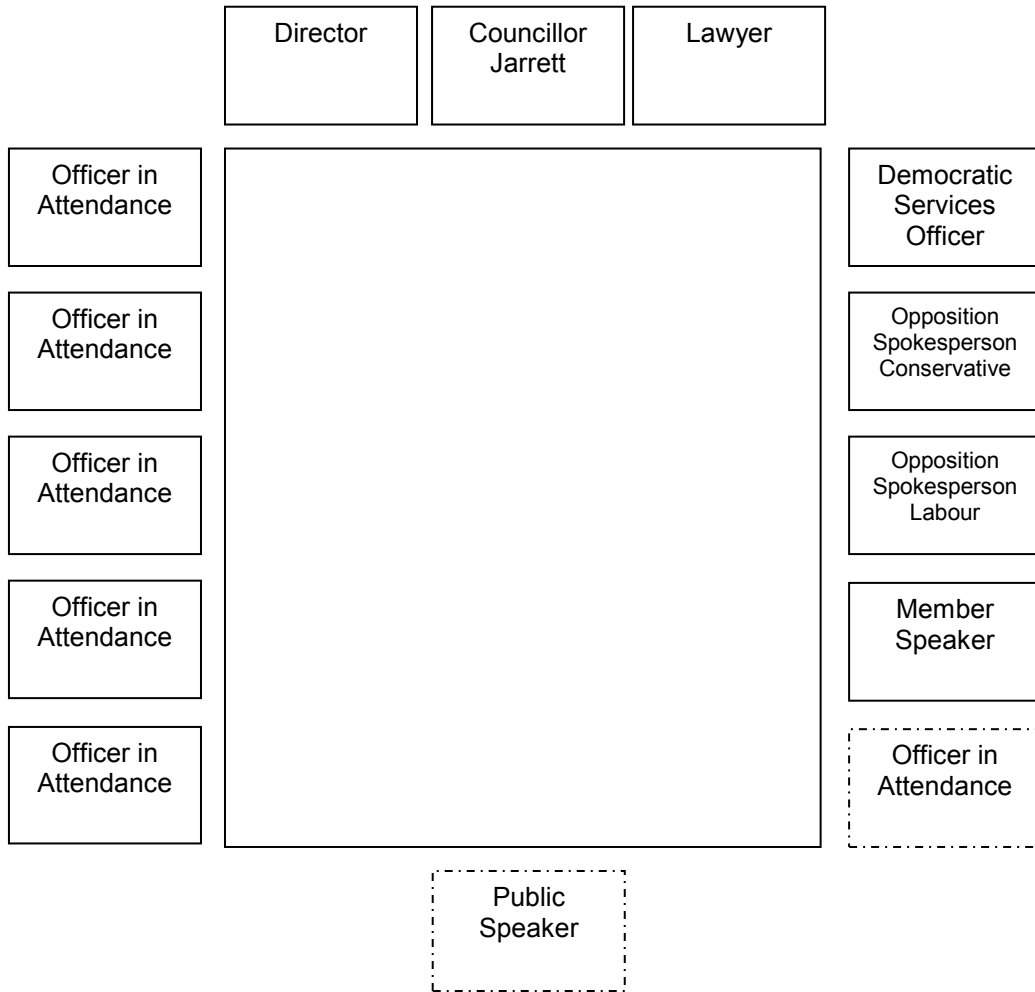 Director
Councillor
Jarrett
Lawyer
Officer in
Attendance
Democratic
Services
Officer
Officer in
Attendance
Opposition
Spokesperson
Conservative
Officer in
Attendance
Opposition
Spokesperson
Labour
Officer in
Attendance
Member
Speaker
Officer in
Attendance
Officer in
Attendance
Public
Speaker